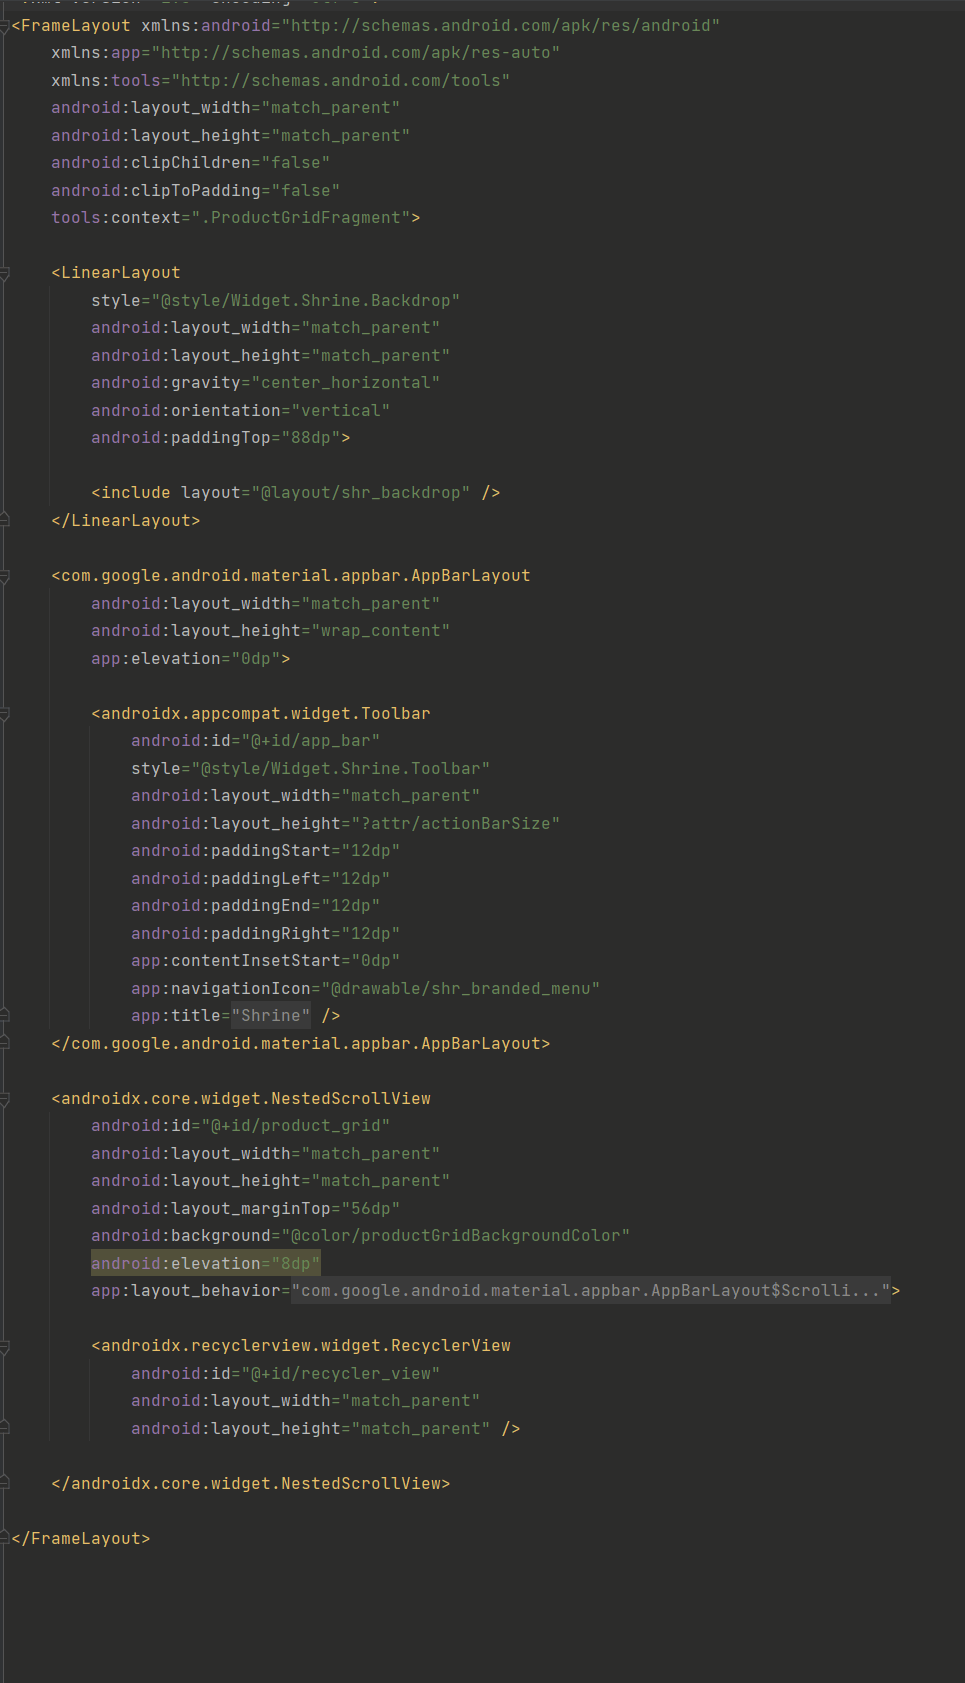 <FrameLayout xmlns:android="http://schemas.android.com/apk/res/android"
    xmlns:app="http://schemas.android.com/apk/res-auto"
    xmlns:tools="http://schemas.android.com/tools"
    android:layout_width="match_parent"
    android:layout_height="match_parent"
    android:clipChildren="false"
    android:clipToPadding="false"
    tools:context=".ProductGridFragment">

    <LinearLayout
        style="@style/Widget.Shrine.Backdrop"
        android:layout_width="match_parent"
        android:layout_height="match_parent"
        android:gravity="center_horizontal"
        android:orientation="vertical"
        android:paddingTop="88dp">

        <include layout="@layout/shr_backdrop" />
    </LinearLayout>

    <com.google.android.material.appbar.AppBarLayout
        android:layout_width="match_parent"
        android:layout_height="wrap_content"
        app:elevation="0dp">

        <androidx.appcompat.widget.Toolbar
            android:id="@+id/app_bar"
            style="@style/Widget.Shrine.Toolbar"
            android:layout_width="match_parent"
            android:layout_height="?attr/actionBarSize"
            android:paddingStart="12dp"
            android:paddingLeft="12dp"
            android:paddingEnd="12dp"
            android:paddingRight="12dp"
            app:contentInsetStart="0dp"
            app:navigationIcon="@drawable/shr_branded_menu"
            app:title="Shrine" />
    </com.google.android.material.appbar.AppBarLayout>

    <androidx.core.widget.NestedScrollView
        android:id="@+id/product_grid"
        android:layout_width="match_parent"
        android:layout_height="match_parent"
        android:layout_marginTop="56dp"
        android:background="@color/productGridBackgroundColor"
        android:elevation="8dp"
        app:layout_behavior="com.google.android.material.appbar.AppBarLayout$Scrolli...">

        <androidx.recyclerview.widget.RecyclerView
            android:id="@+id/recycler_view"
            android:layout_width="match_parent"
            android:layout_height="match_parent" />

    </androidx.core.widget.NestedScrollView>

</FrameLayout>